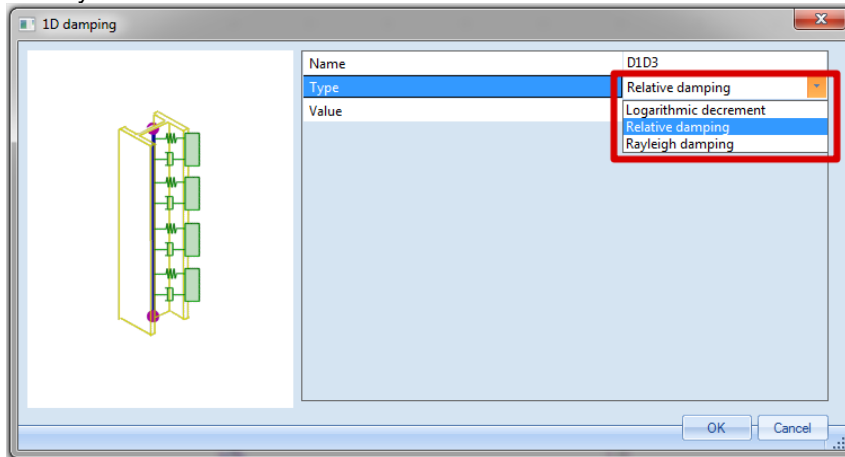 1D damping
Name D1D3
Type Relative damping
Value
Logarithmic decrement
Relative damping
Rayleigh damping
OK Cancel